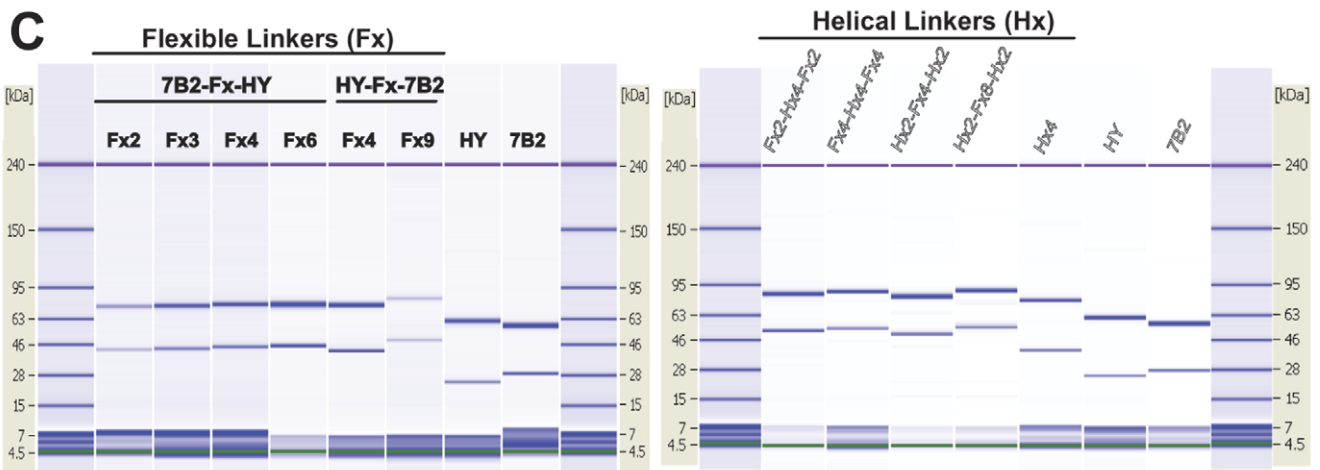 C
Flexible Linkers (Fx)
7B2-Fx-HY HY-Fx-7B2
[kDa] [kDa]
Fx2 Fx3 Fx4 Fx6 Fx4 Fx9 HY 7B2
240 240
150 150
95 95
63 63
46 46
28 28
15 15
7 7
4.5 4.5
Helical Linkers (Hx)
[kDa] [kDa]
Fx2-Hx4-Fx2 Fx4-Hx4-Fx4 Hx2-Fx4-Hx2 Hx2-Fx8-Hx2 Hx4 HY 7B2
240 240
150 150
95 95
63 63
46 46
28 28
15 15
7 7
4.5 4.5